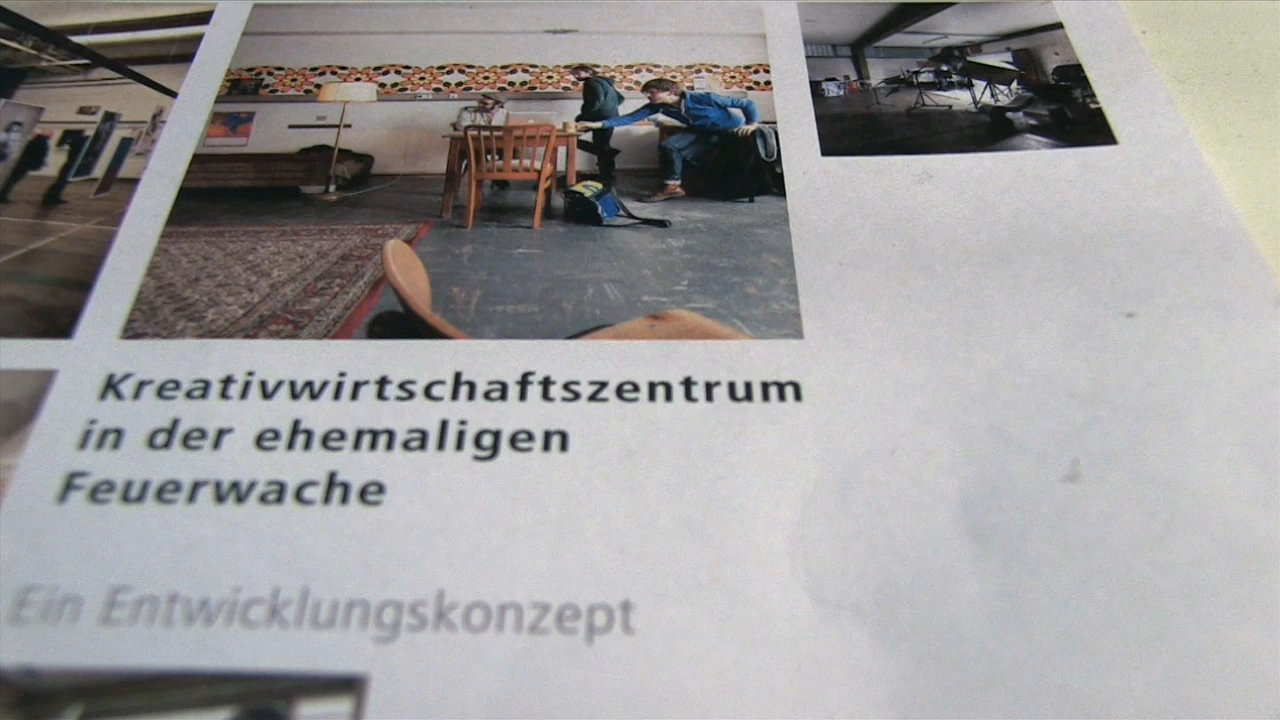 Kreativwirtschaftszentrum
in der ehemaligen
Feuerwache
Ein Entwicklungskonzept